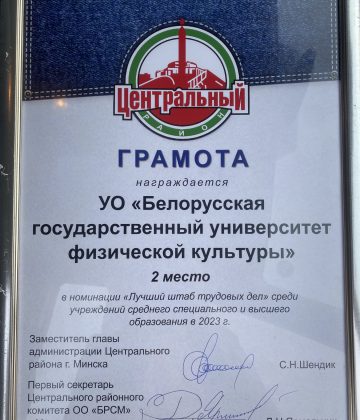 ЦЕНТРАЛЬНЫЙ
РАЙОН
ГРАМОТА
награждается
УО «Белорусская
государственный университет
физической культуры»
2 место
в номинации «Лучший штаб трудовых дел» среди
учреждений среднего специального и высшего
образования в 2023 г.
Заместитель главы
администрации Центрального
района г. Минска
С.Н.Шендик
Первый секретарь
Центрального районного
комитета ОО «БРСМ»